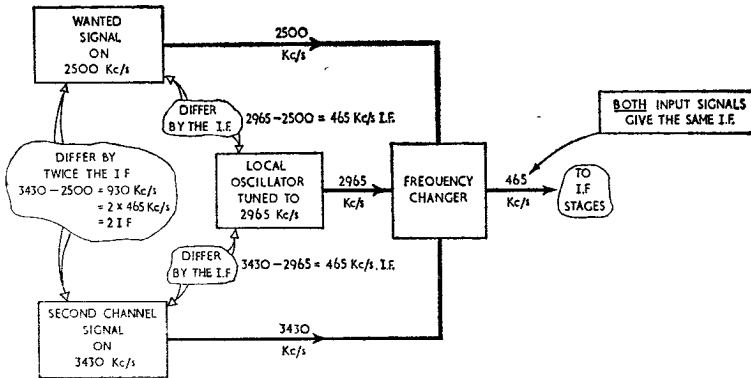 WANTED
SIGNAL
ON
2500 Kc/s
2500
Kc/s
DIFFER
BY THE I.F.
2965-2500 = 465 Kc/s I.F.
BOTH INPUT SIGNALS
GIVE THE SAME I.F.
DIFFER BY
TWICE THE I F
3430-2500 = 930 Kc/s
= 2 x 465 Kc/s
= 2 I F
LOCAL
OSCILLATOR
TUNED TO
2965 Kc/s
2965
Kc/s
FREQUENCY
CHANGER
465
Kc/s
TO
I.F
STAGES
DIFFER
BY THE I.F.
3430-2965 = 465 Kc/s. I.F.
SECOND CHANNEL
SIGNAL
ON
3430 Kc/s
3430
Kc/s